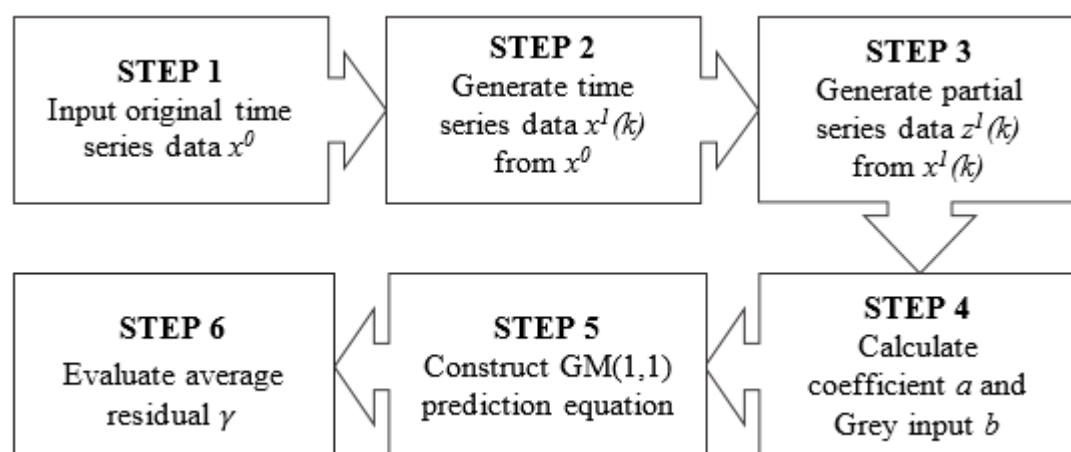 STEP 1
Input original time
series data x⁰
STEP 2
Generate time
series data x¹(k)
from x⁰
STEP 3
Generate partial
series data z¹(k)
from x¹(k)
STEP 4
Calculate
coefficient a and
Grey input b
STEP 5
Construct GM(1,1)
prediction equation
STEP 6
Evaluate average
residual γ